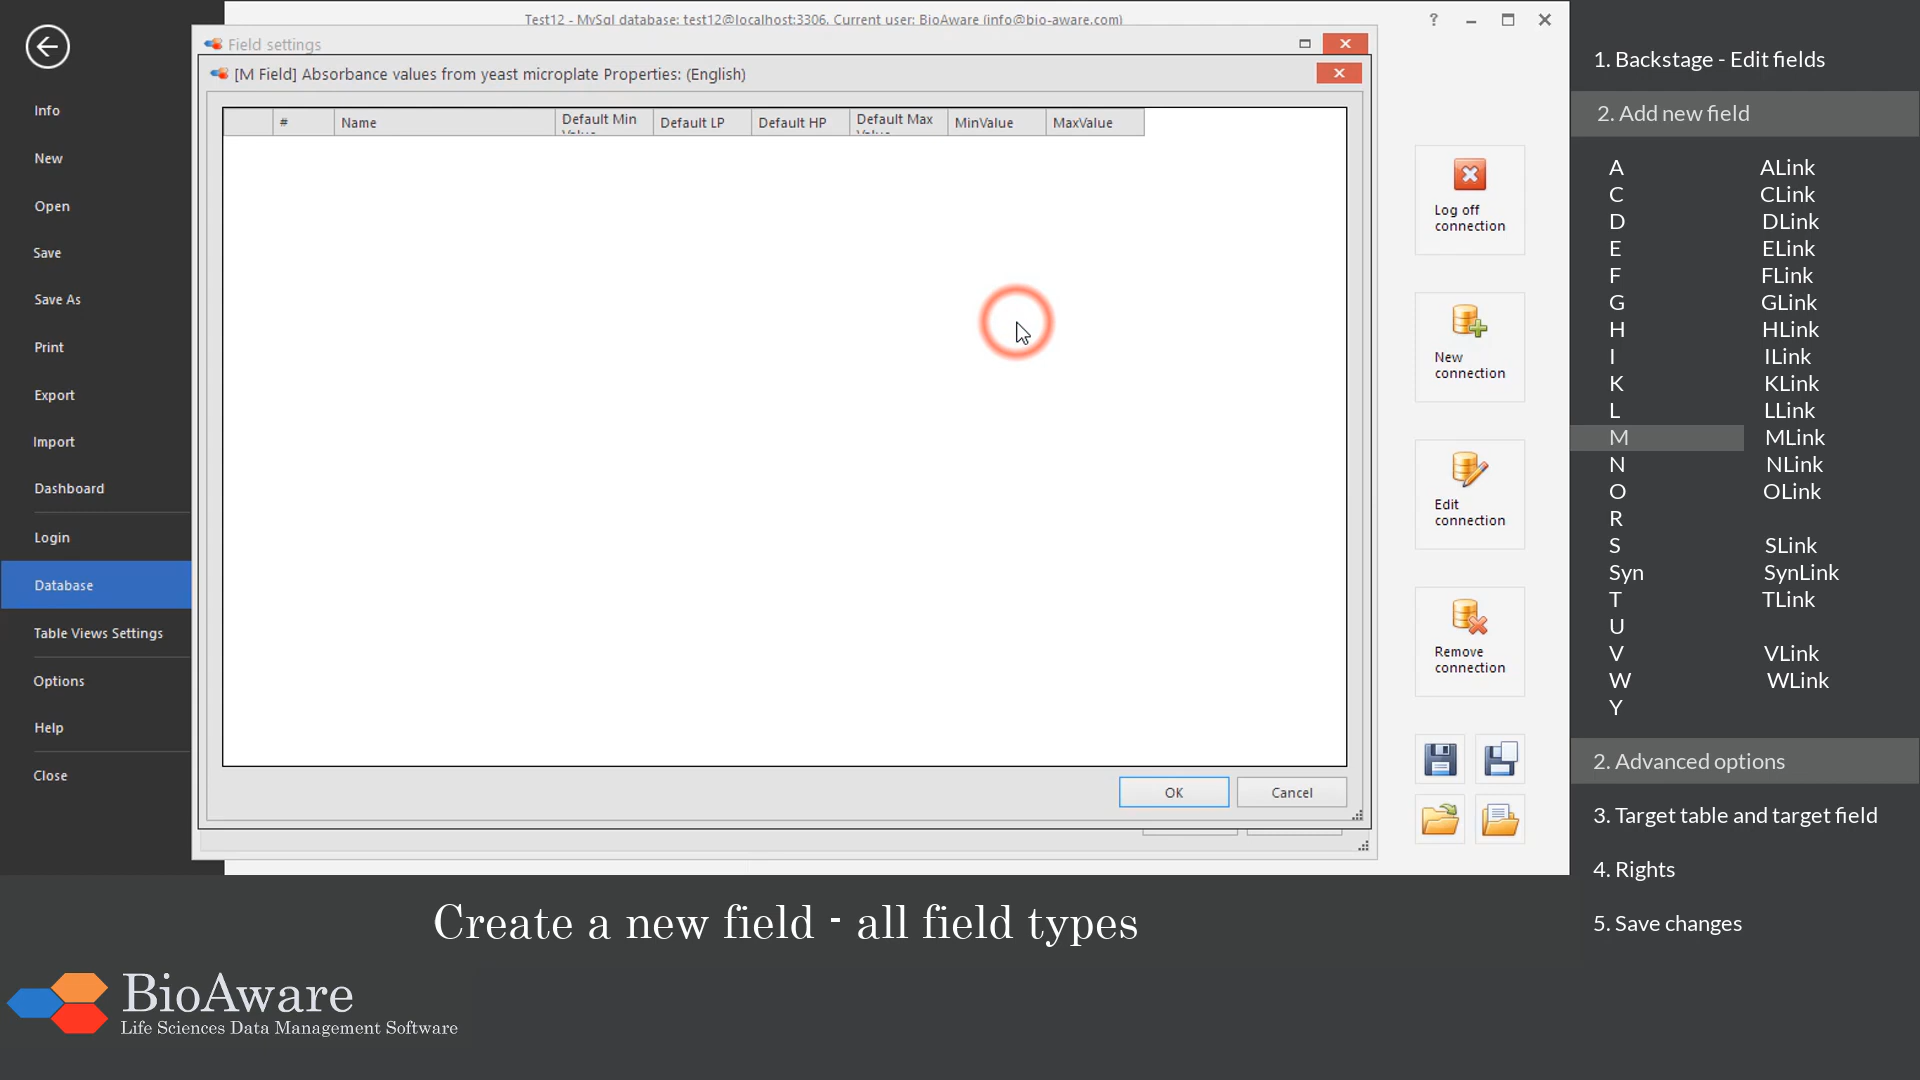 Test12 - MySql database: test12@localhost:3306. Current user: BioAware (info@bio-aware.com)
?
Field settings
[M Field] Absorbance values from yeast microplate Properties: (English)
# Name Default Min Value Default LP Default HP Default Max Value MinValue MaxValue
Info
New
Open
Save
Save As
Print
Export
Import
Dashboard
Login
Database
Table Views Settings
Options
Help
Close
OK Cancel
Log off
connection
New
connection
Edit
connection
Remove
connection
1. Backstage - Edit fields
2. Add new field
A ALink
C CLink
D DLink
E ELink
F FLink
G GLink
H HLink
I ILink
K KLink
L LLink
M MLink
N NLink
O OLink
R
S SLink
Syn SynLink
T TLink
U
V VLink
W WLink
Y
2. Advanced options
3. Target table and target field
4. Rights
5. Save changes
Create a new field - all field types
BioAware
Life Sciences Data Management Software